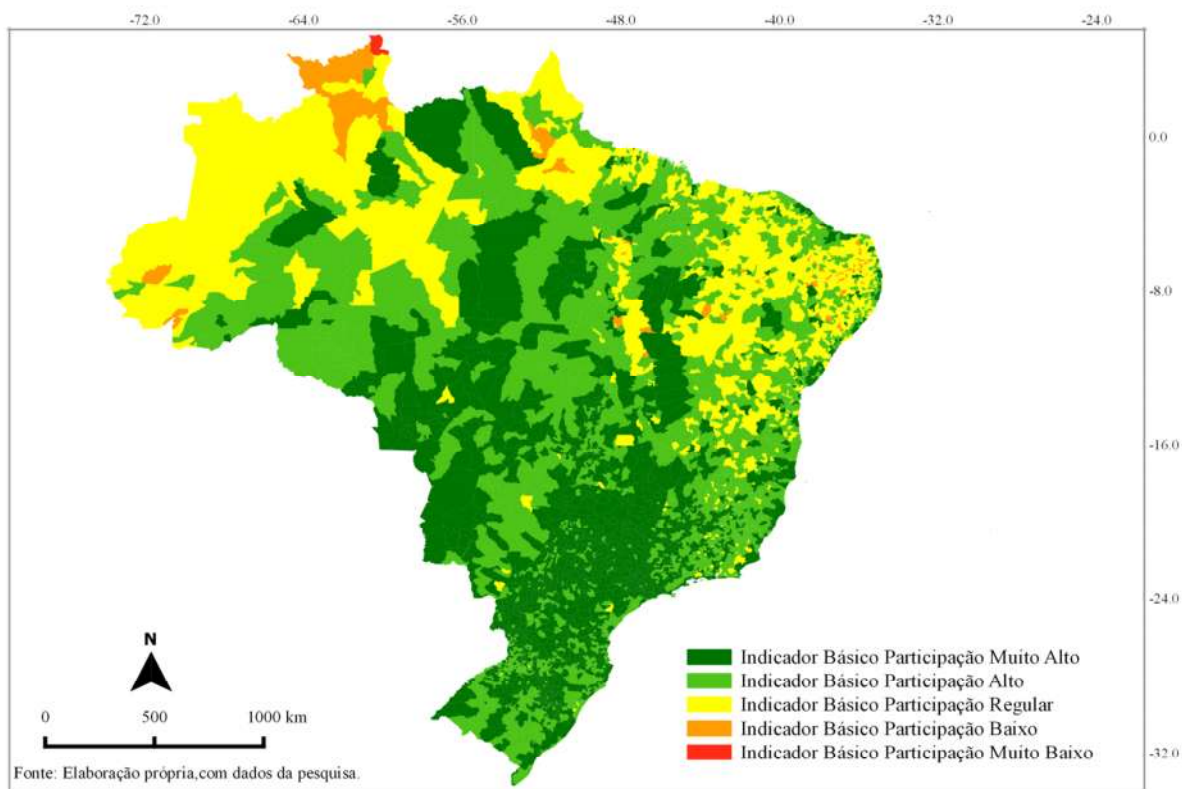 -72.0 -64.0 -56.0 -48.0 -40.0 -32.0 -24.0
0.0
-8.0
-16.0
-24.0
-32.0
N
0 500 1000 km
Indicador Básico Participação Muito Alto
Indicador Básico Participação Alto
Indicador Básico Participação Regular
Indicador Básico Participação Baixo
Indicador Básico Participação Muito Baixo
Fonte: Elaboração própria,com dados da pesquisa.